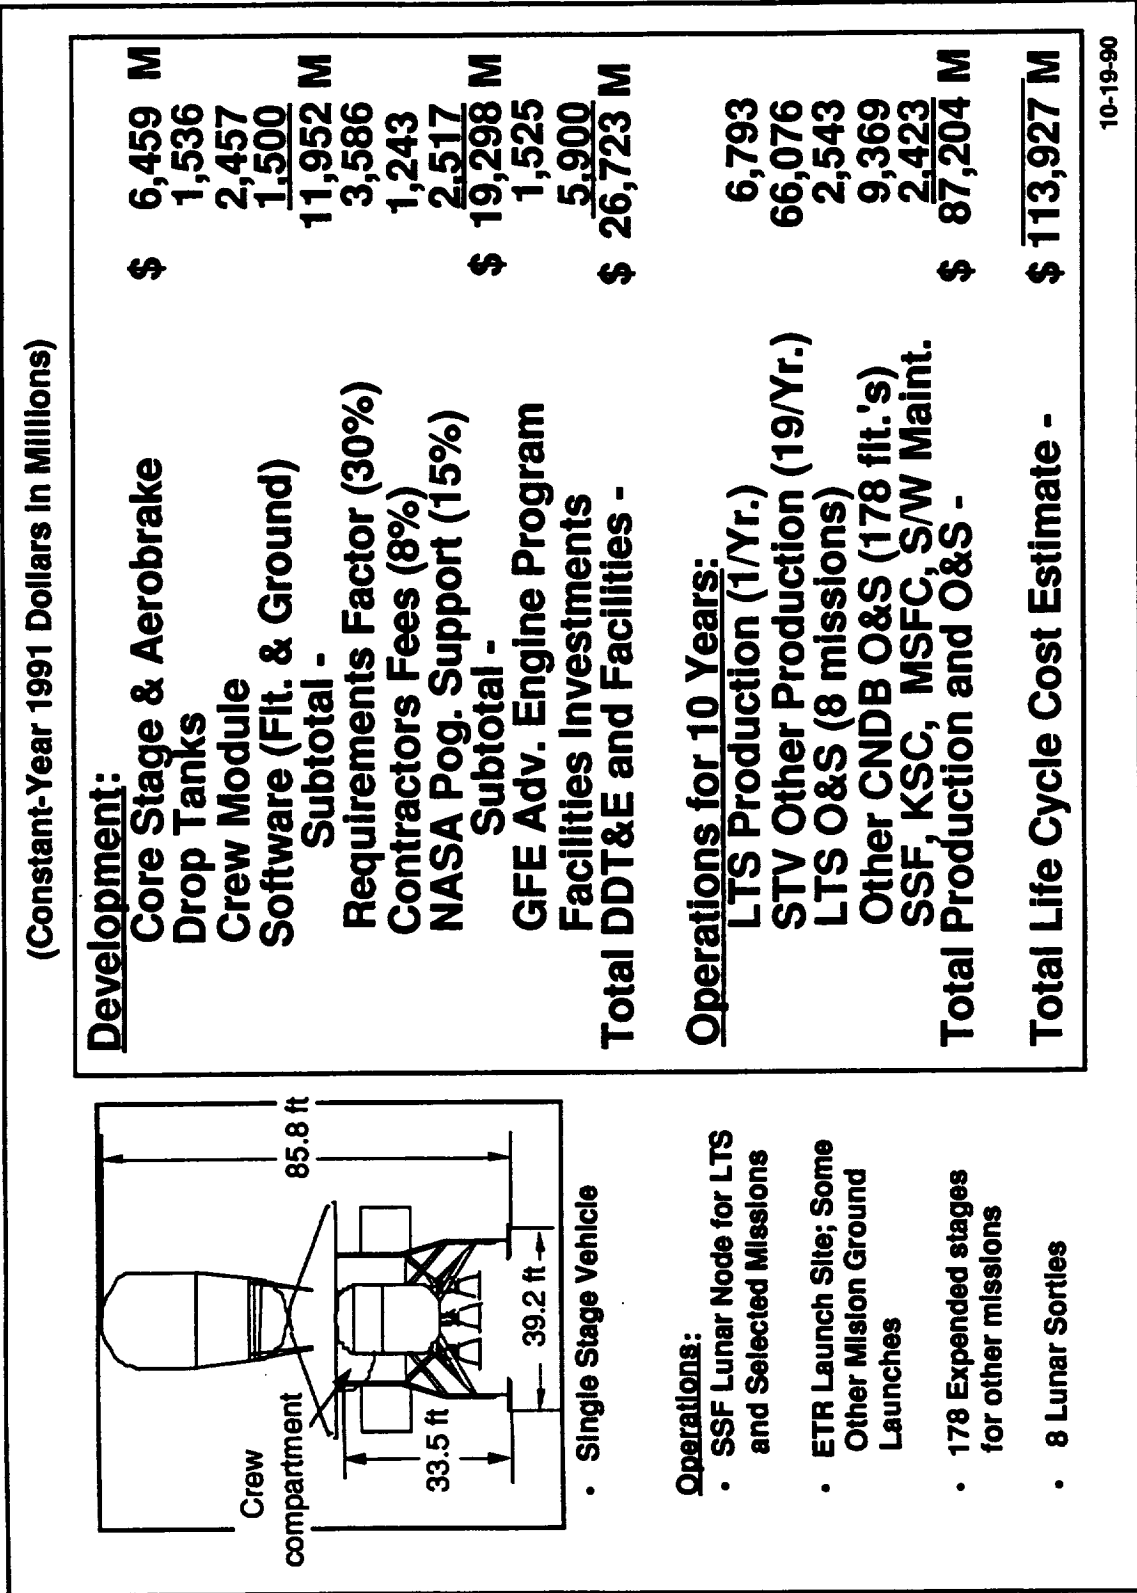 (Constant-Year 1991 Dollars in Millions)
Crew
compartment
85.8 ft
33.5 ft
39.2 ft
• Single Stage Vehicle
Operations:
• SSF Lunar Node for LTS
and Selected Missions
• ETR Launch Site; Some
Other Mision Ground
Launches
• 178 Expended stages
for other missions
• 8 Lunar Sorties
Development:
Core Stage & Aerobrake $ 6,459 M
Drop Tanks 1,536
Crew Module 2,457
Software (Flt. & Ground) 1,500
Subtotal - 11,952 M
Requirements Factor (30%) 3,586
Contractors Fees (8%) 1,243
NASA Pog. Support (15%) 2,517
Subtotal - $ 19,298 M
GFE Adv. Engine Program 1,525
Facilities Investments 5,900
Total DDT&E and Facilities - $ 26,723 M
Operations for 10 Years:
LTS Production (1/Yr.) 6,793
STV Other Production (19/Yr.) 66,076
LTS O&S (8 missions) 2,543
Other CNDB O&S (178 flt.'s) 9,369
SSF, KSC, MSFC, S/W Maint. 2,423
Total Production and O&S - $ 87,204 M
Total Life Cycle Cost Estimate - $ 113,927 M
10-19-90